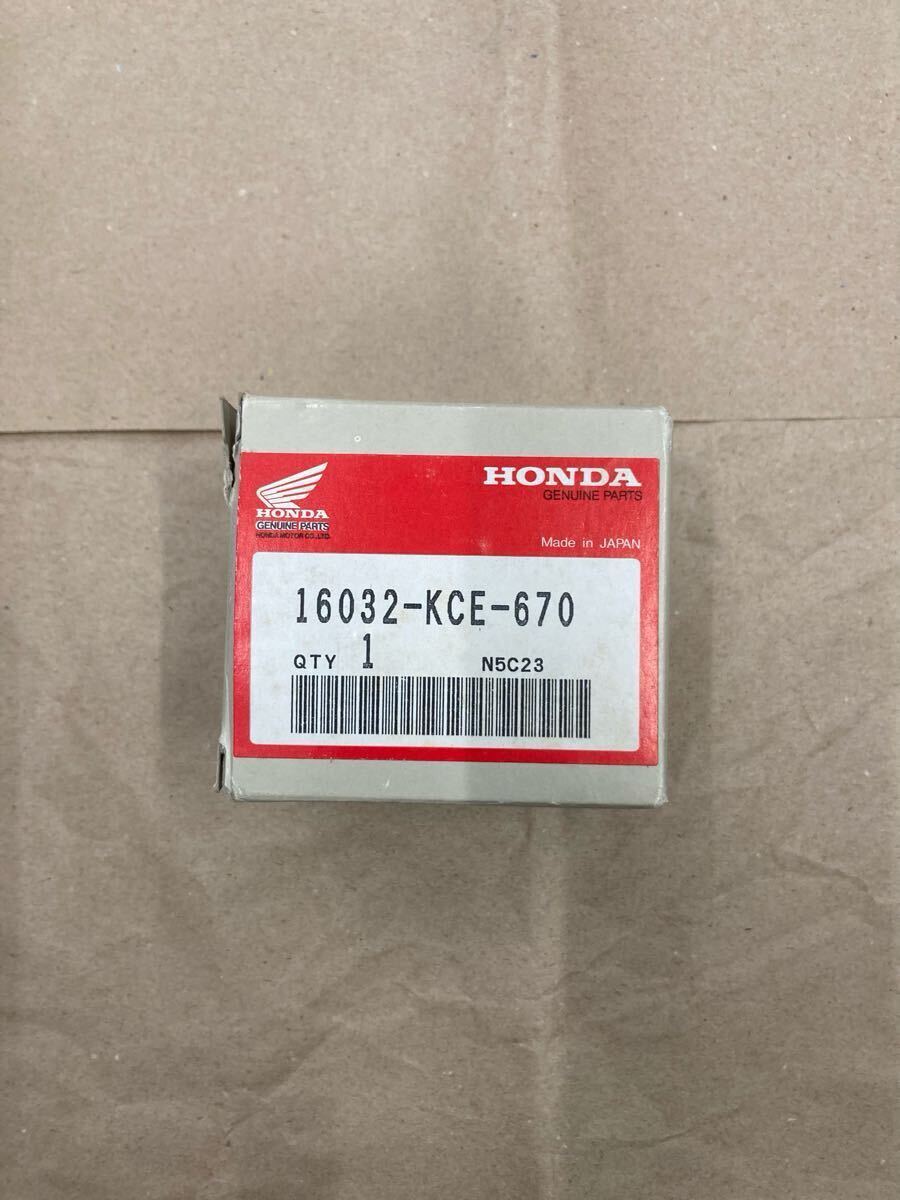 HONDA
GENUINE PARTS
HONDA MOTOR CO.,LTD.
HONDA
GENUINE PARTS
Made in JAPAN
16032-KCE-670
QTY 1 N5C23